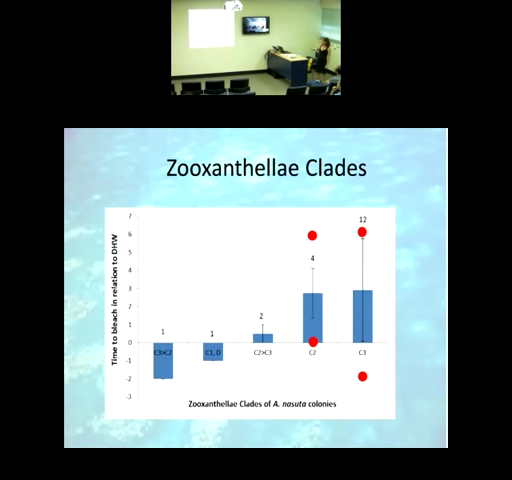 Zooxanthellae Clades
Time to bleach in relation to DHW
7
6
5
4
3
2
1
0
-1
-2
-3
1
1
2
4
12
C3>C2
C1, D
C2>C3
C2
C3
Zooxanthellae Clades of A. nasuta colonies